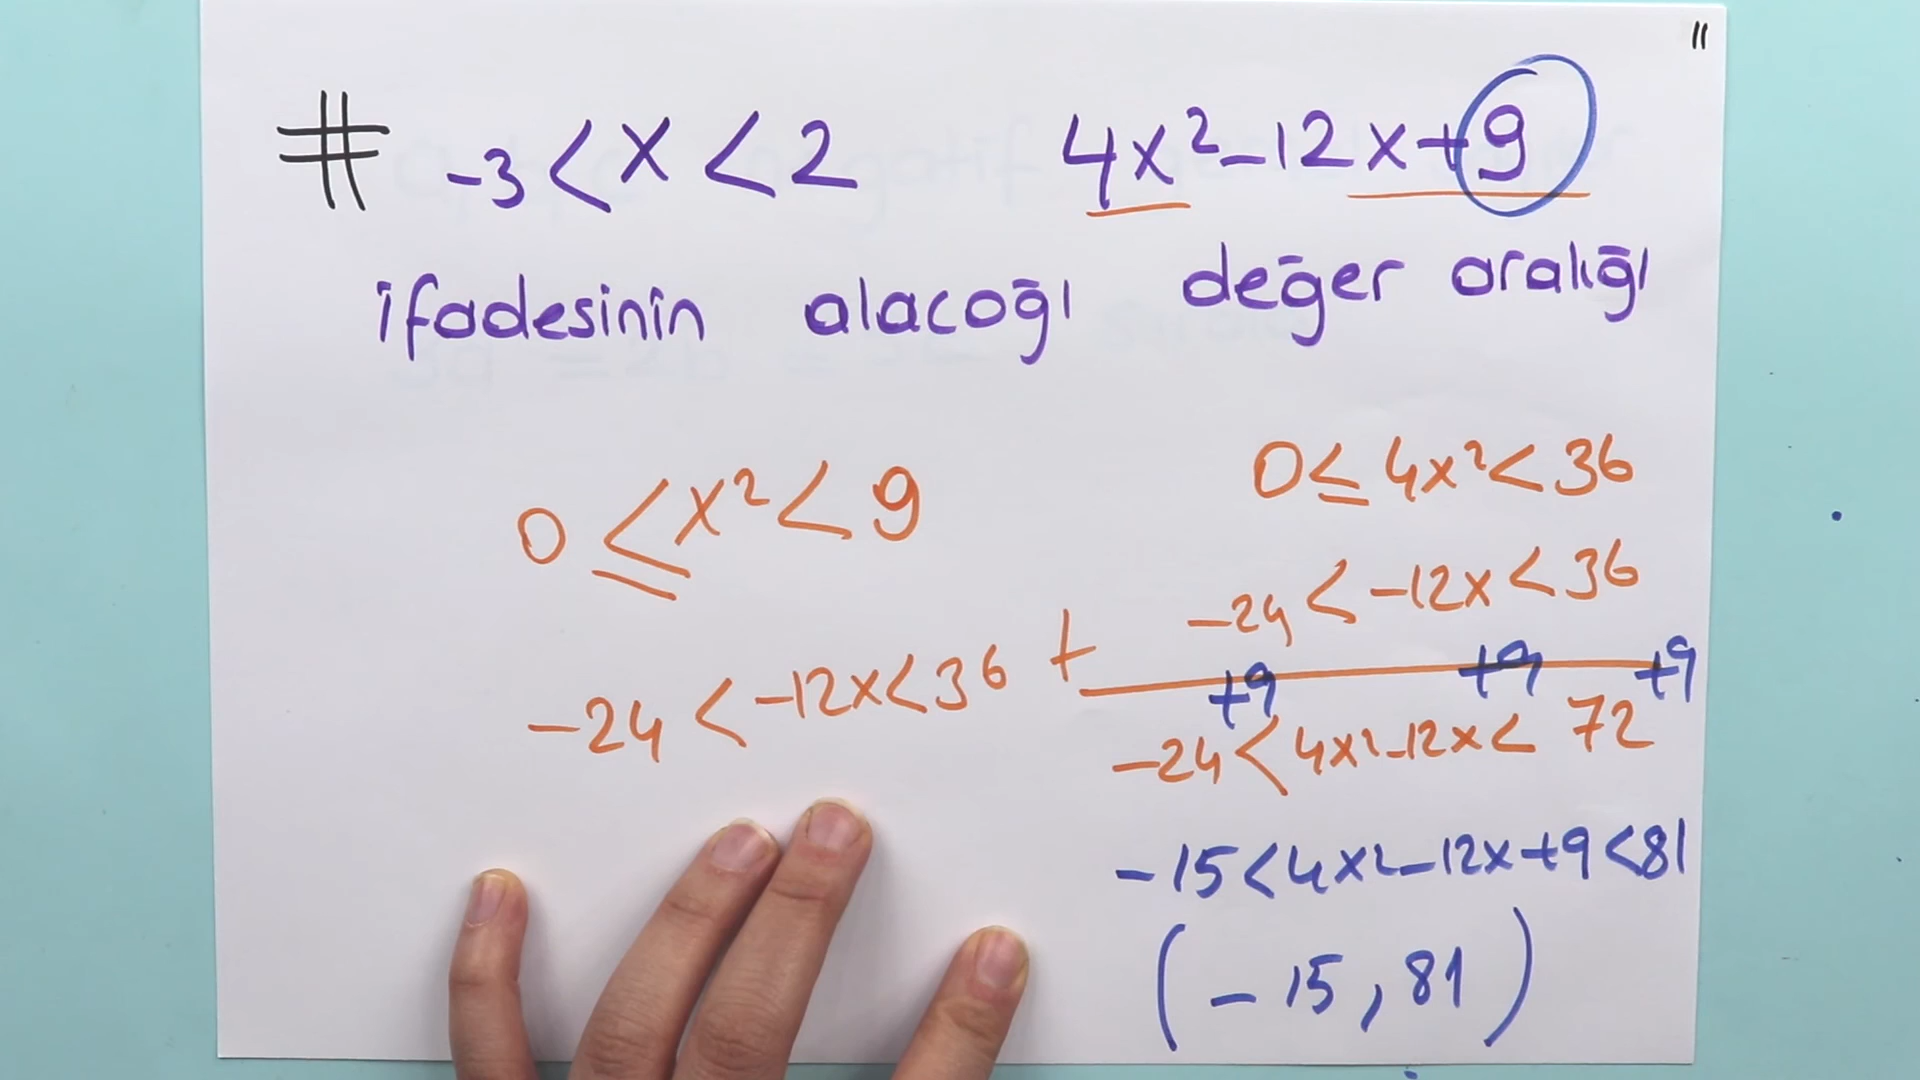 11
# -3 < x < 2 4x² - 12x + 9
ifadesinin alacağı değer aralığı
0 ≤ x² < 9
-24 < -12x < 36
0 ≤ 4x² < 36
+ -24 < -12x < 36
+9 +9 +9
-24 < 4x² - 12x < 72
-15 < 4x² - 12x + 9 < 81
( -15 , 81 )